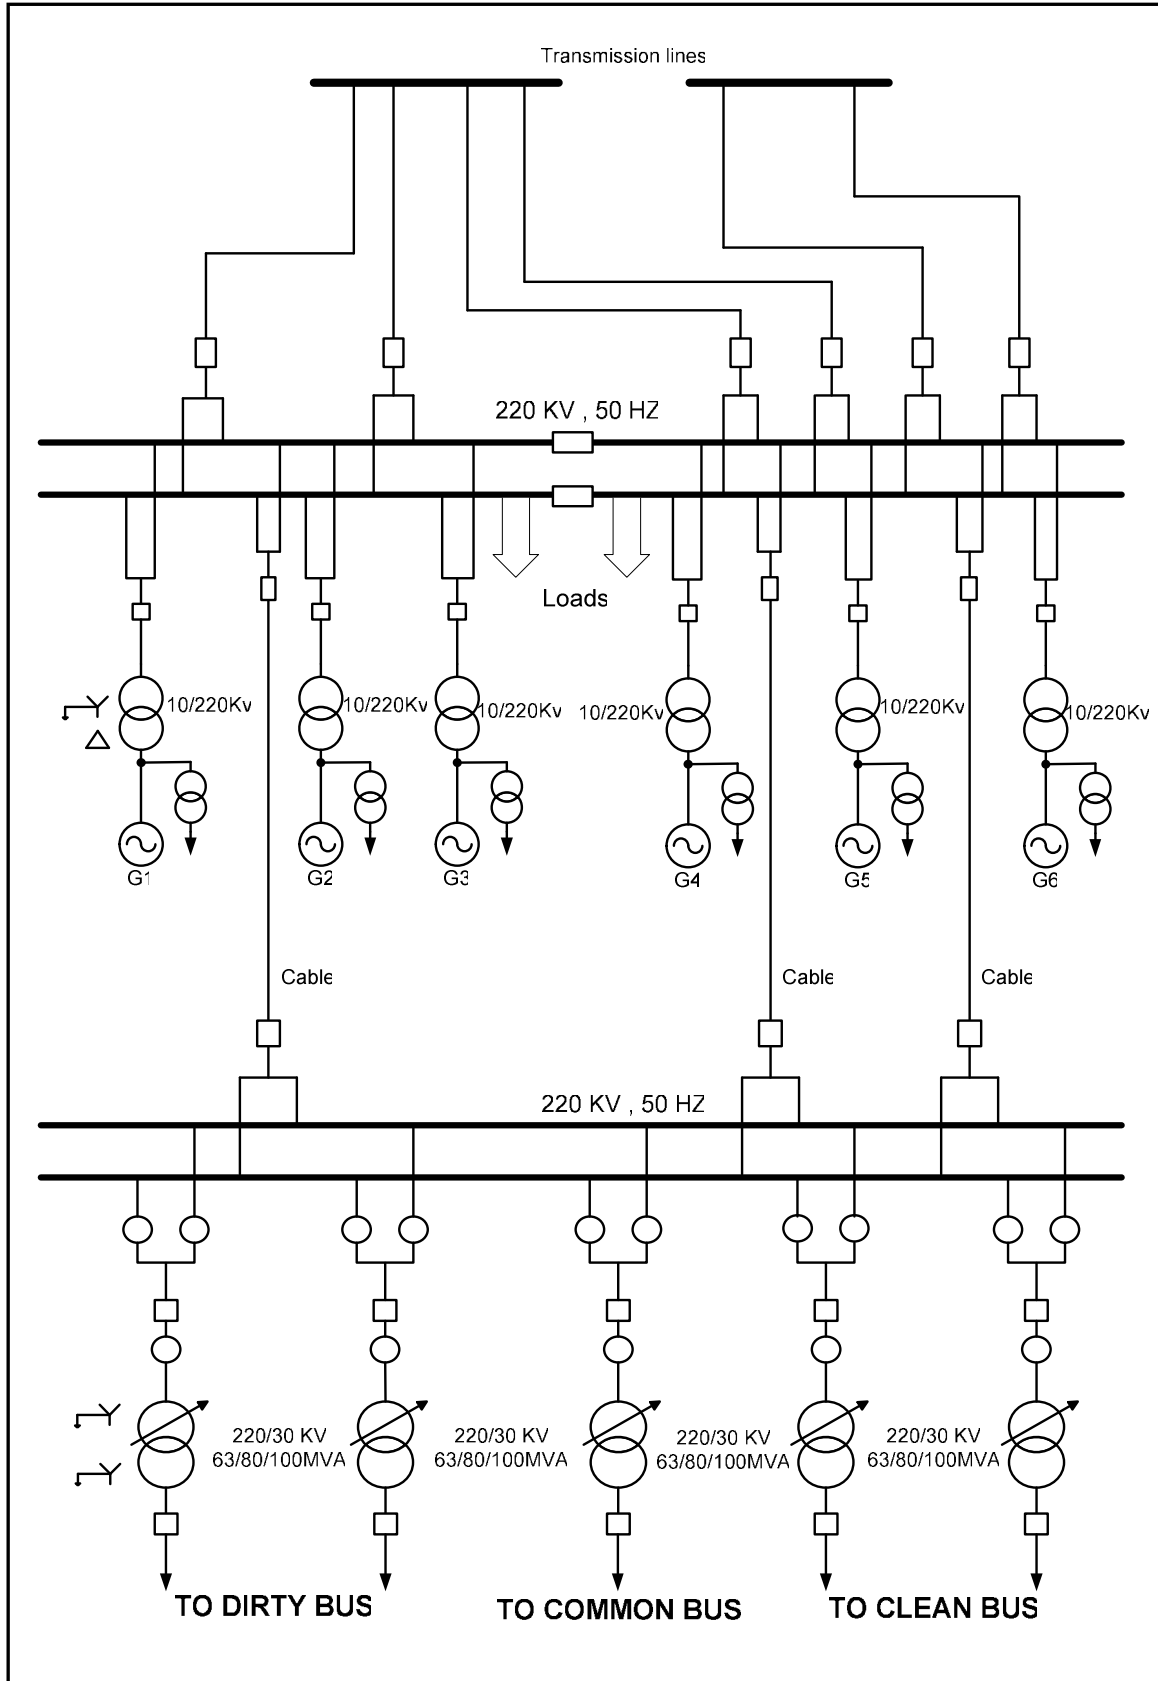 Transmission lines
220 KV , 50 HZ
Loads
10/220Kv
10/220Kv
10/220Kv
10/220Kv
10/220Kv
10/220Kv
G1
G2
G3
G4
G5
G6
Cable
Cable
Cable
220 KV , 50 HZ
220/30 KV
63/80/100MVA
220/30 KV
63/80/100MVA
220/30 KV
63/80/100MVA
220/30 KV
63/80/100MVA
TO DIRTY BUS
TO COMMON BUS
TO CLEAN BUS